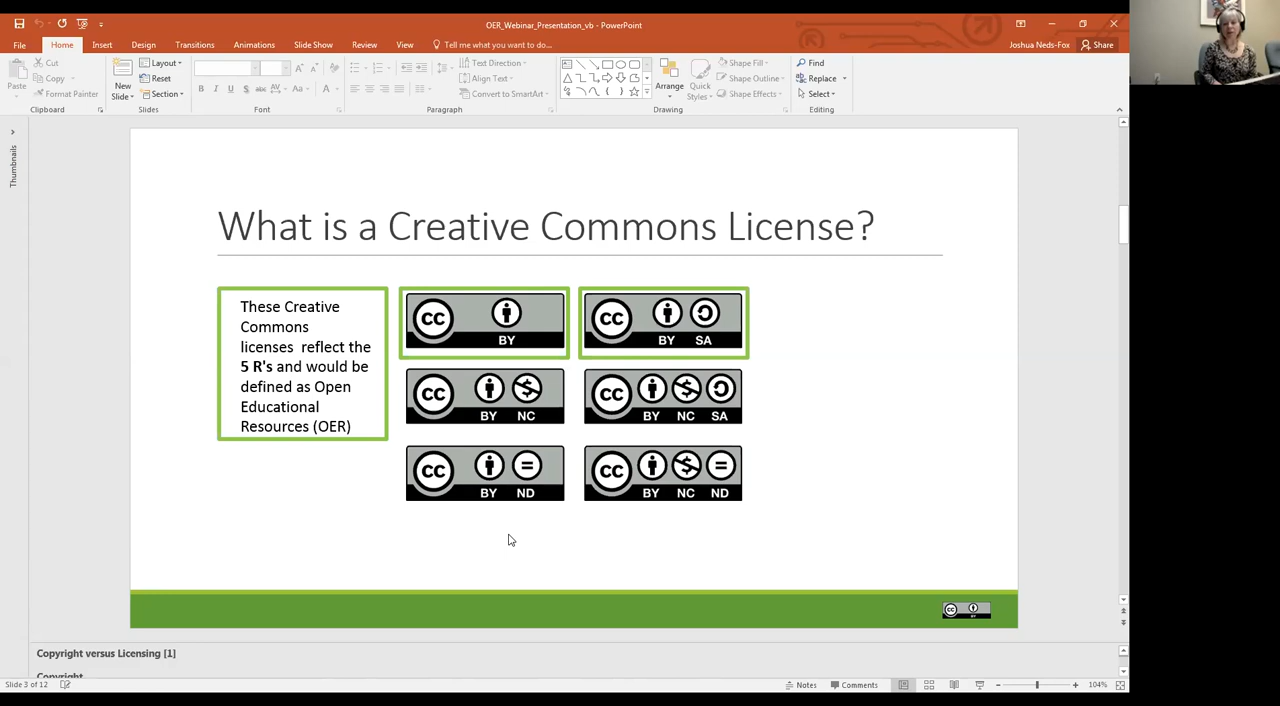 OER_Webinar_Presentation_vb - PowerPoint
File Home Insert Design Transitions Animations Slide Show Review View Tell me what you want to do... Joshua Neds-Fox Share
Paste Cut Copy Format Painter
Clipboard
New Slide Layout Reset Section
Slides
B I U S abc AV Aa A
Font
Text Direction Align Text Convert to SmartArt
Paragraph
Arrange Quick Styles Shape Fill Shape Outline Shape Effects
Drawing
Find Replace Select
Editing
Thumbnails
What is a Creative Commons License?
These Creative
Commons
licenses reflect the
5 R's and would be
defined as Open
Educational
Resources (OER)
CC BY
CC BY SA
CC BY NC
CC BY NC SA
CC BY ND
CC BY NC ND
CC BY
Copyright versus Licensing [1]
Copyright
Slide 3 of 12 Notes Comments 104%